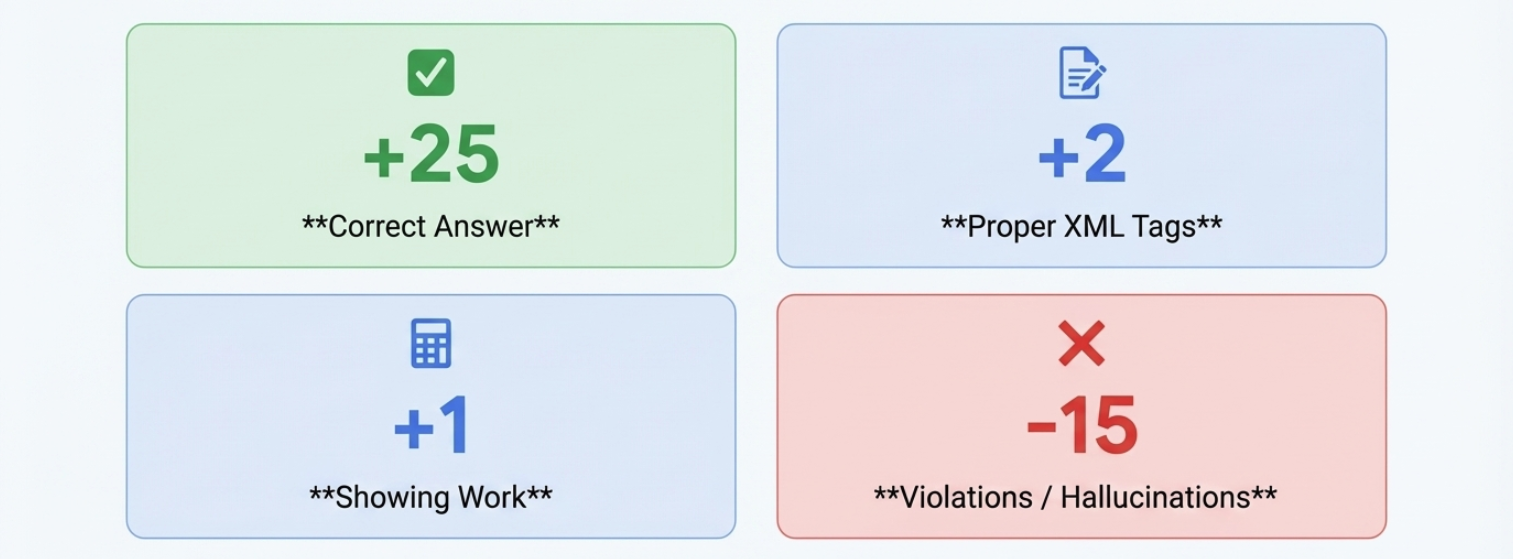 +25
**Correct Answer**
+2
**Proper XML Tags**
+1
**Showing Work**
-15
**Violations / Hallucinations**